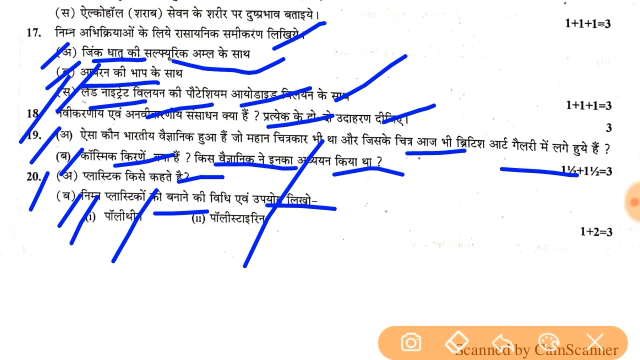 (स) ऐल्कोहॉल (शराब) सेवन के शरीर पर दुष्प्रभाव बताइये। 1+1+1=3
17. निम्न अभिक्रियाओं के लिये रासायनिक समीकरण लिखिये।
(अ) जिंक धातु की सल्फ्यूरिक अम्ल के साथ
(ब) आयरन की भाप के साथ
(स) लैड नाइट्रेट विलयन की पौटेशियम आयोडाइड विलयन के साथ 1+1+1=3
18. नवीकरणीय एवं अनवीकरणीय संसाधन क्या हैं ? प्रत्येक के दो-दो उदाहरण दीजिए। 3
19. (अ) ऐसा कौन भारतीय वैज्ञानिक हुआ हैं जो महान चित्रकार भी था और जिसके चित्र आज भी ब्रिटिश आर्ट गैलरी में लगे हुये हैं ?
(ब) कॉस्मिक किरणें क्या हैं ? किस वैज्ञानिक ने इनका अध्ययन किया था ? 1½+1½=3
20. (अ) प्लास्टिक किसे कहते है?
(ब) निम्न प्लास्टिकों को बनाने की विधि एवं उपयोग लिखो–
(i) पॉलीथीन (ii) पॉलीस्टाइरिन
1+2=3
Scanned by CamScanner